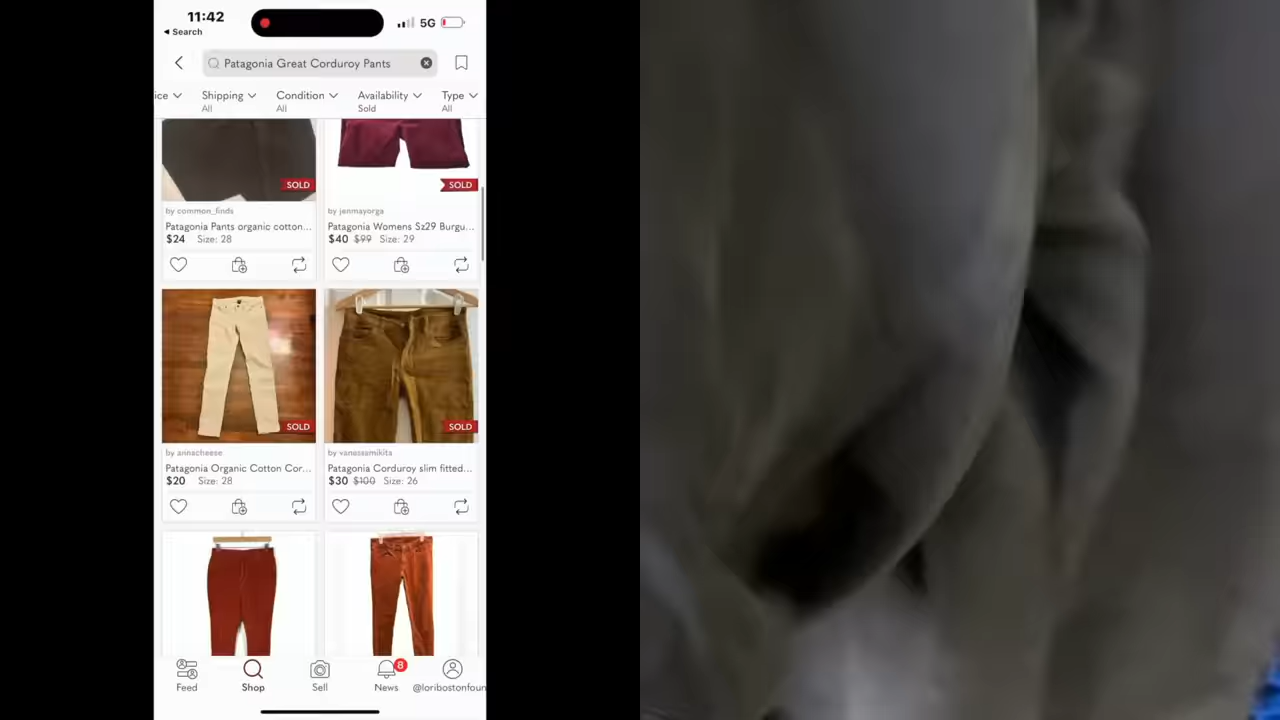 11:42
5G
◂ Search
Patagonia Great Corduroy Pants
ice Shipping Condition Availability Type
All All Sold All
SOLD SOLD
by common_finds by jenmayorga
Patagonia Pants organic cotton... Patagonia Womens Sz29 Burgu...
$24 Size: 28 $40 $99 Size: 29
SOLD SOLD
by annacheese by vanassamikita
Patagonia Organic Cotton Cor... Patagonia Corduroy slim fitted...
$20 Size: 28 $30 $100 Size: 26
8
Feed Shop Sell News @loribostonfoun